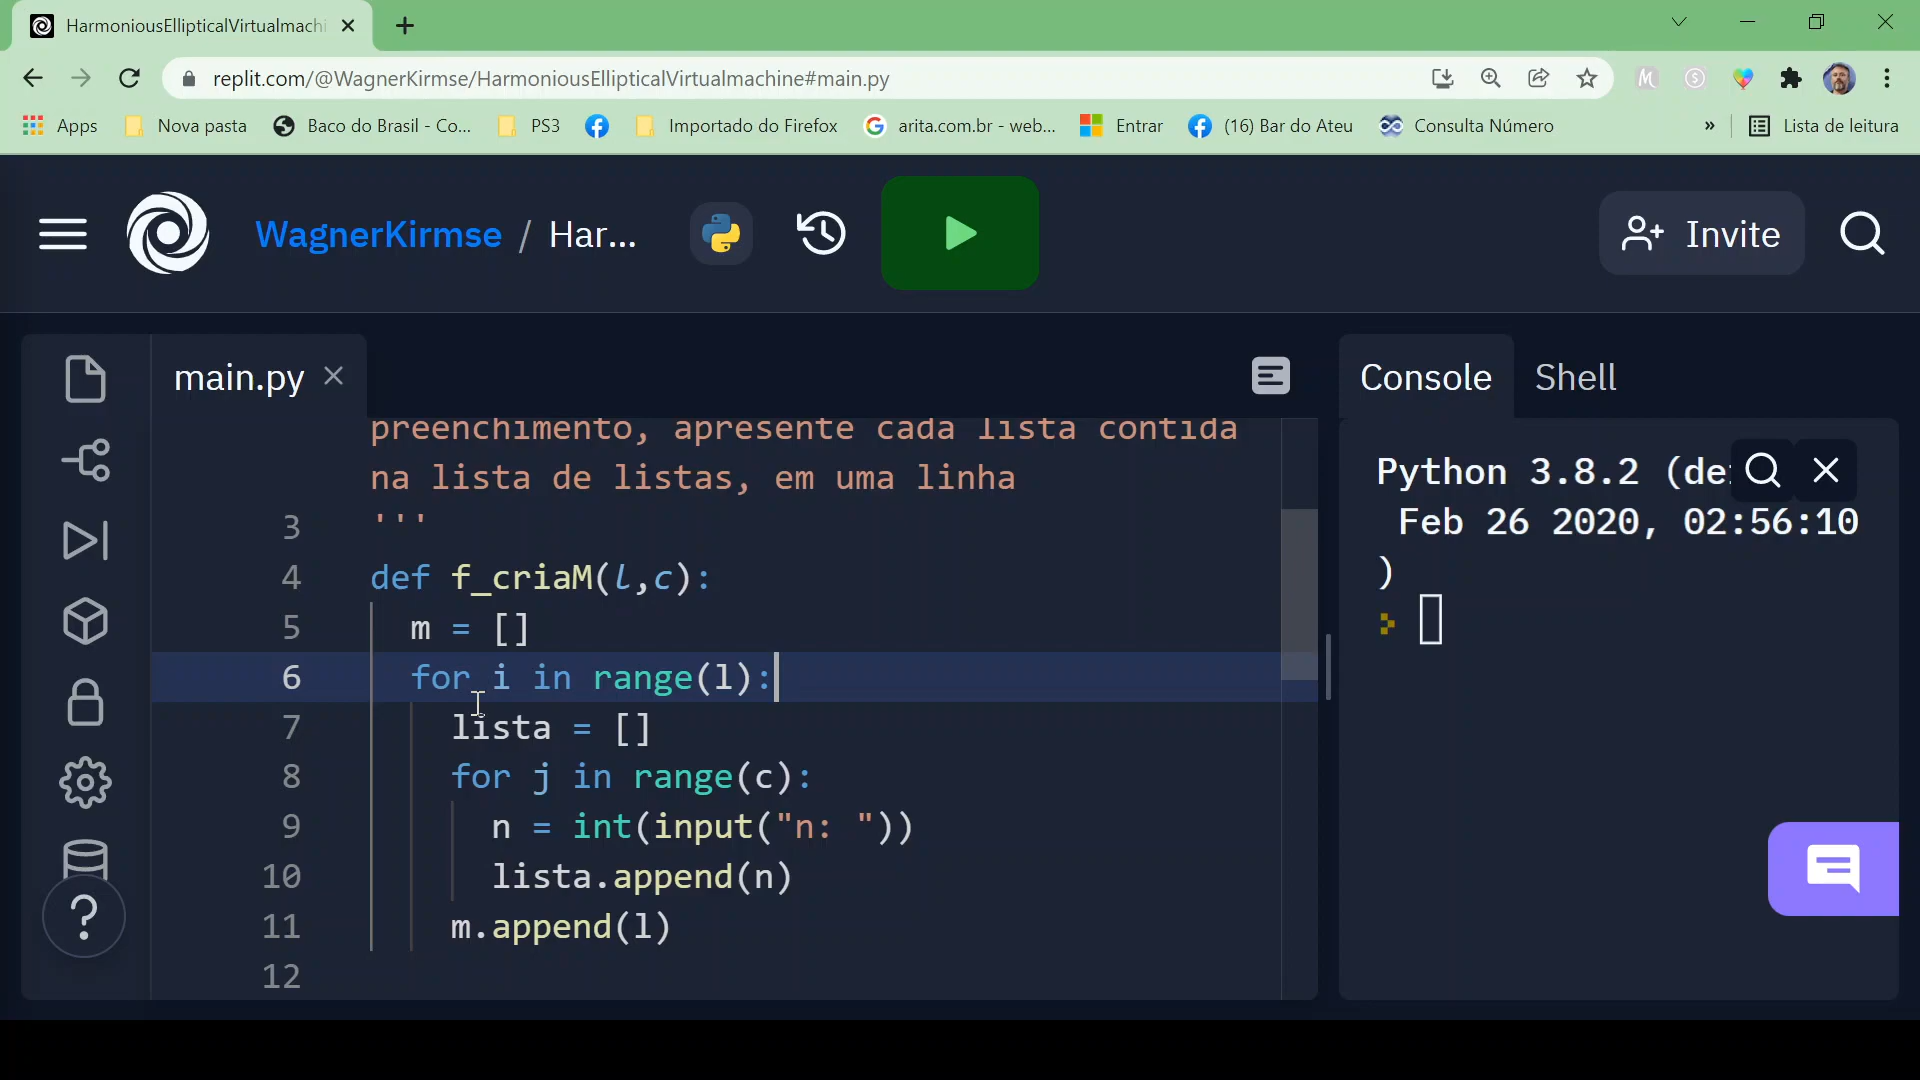 HarmoniousEllipticalVirtualmachi
replit.com/@WagnerKirmse/HarmoniousEllipticalVirtualmachine#main.py
Apps Nova pasta Baco do Brasil - Co... PS3 Importado do Firefox arita.com.br - web... Entrar (16) Bar do Ateu Consulta Número » Lista de leitura
WagnerKirmse / Har... Invite
main.py
Console Shell
preenchimento, apresente cada lista contida
na lista de listas, em uma linha
3 '''
4 def f_criaM(l,c):
5 m = []
6 for i in range(l):
7 lista = []
8 for j in range(c):
9 n = int(input("n: "))
10 lista.append(n)
11 m.append(l)
12
Python 3.8.2 (de
Feb 26 2020, 02:56:10
)